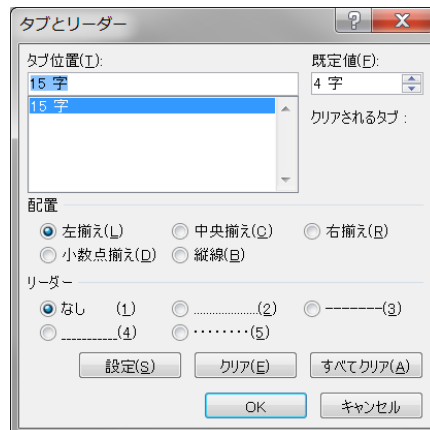 タブとリーダー
タブ位置(T): 既定値(F):
15 字 4 字
15 字
クリアされるタブ :
配置
左揃え(L) 中央揃え(C) 右揃え(R)
小数点揃え(D) 縦線(B)
リーダー
なし (1) ...................(2) -------(3)
__________(4) ········(5)
設定(S) クリア(E) すべてクリア(A)
OK キャンセル